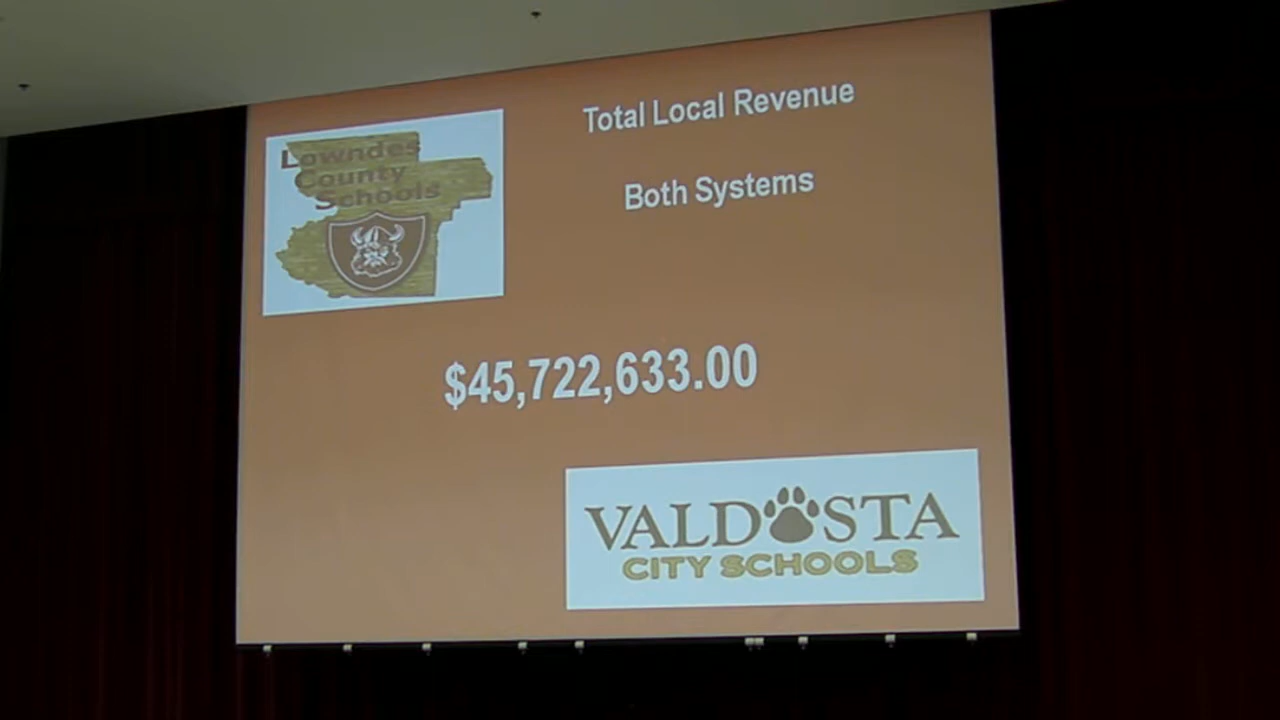 Total Local Revenue
Both Systems
Lowndes
County
Schools
$45,722,633.00
VALDOSTA
CITY SCHOOLS